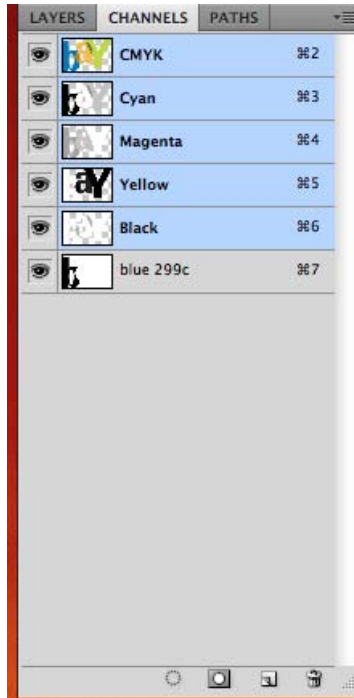 LAYERS CHANNELS PATHS
CMYK ⌘2
Cyan ⌘3
Magenta ⌘4
Yellow ⌘5
Black ⌘6
blue 299c ⌘7